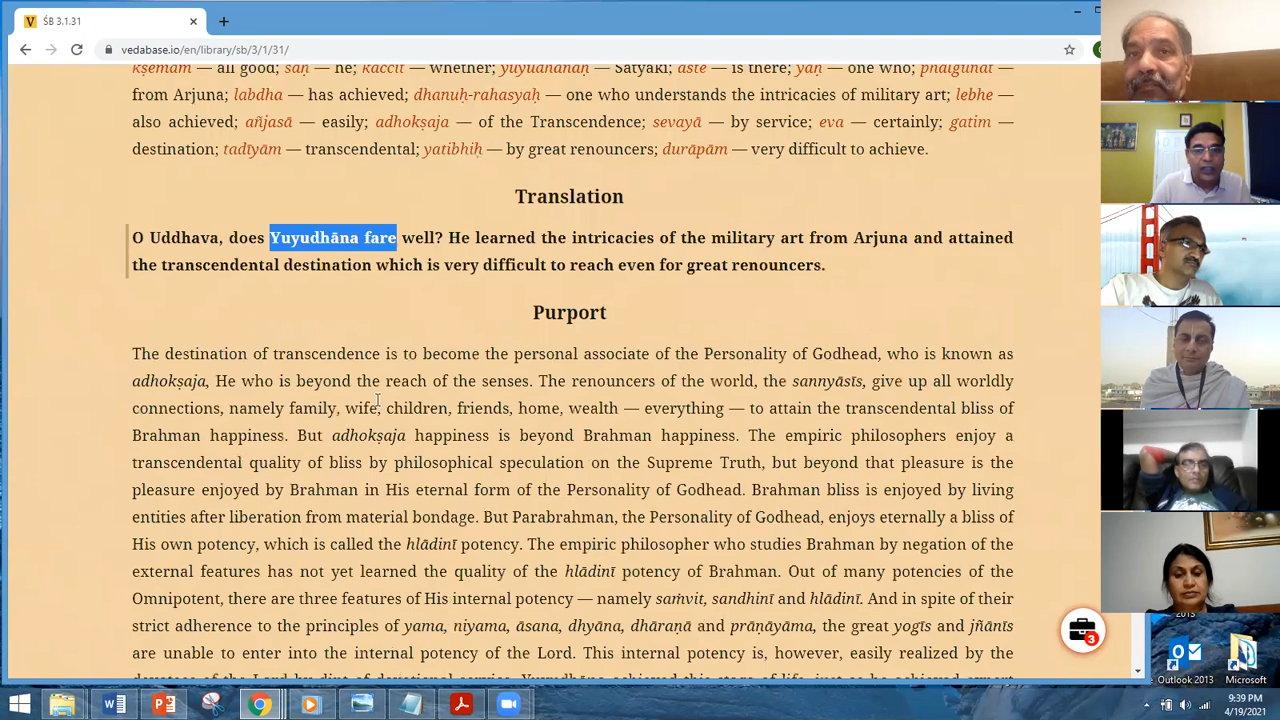 ŚB 3.1.31
vedabase.io/en/library/sb/3/1/31/
kṣemam — all good; saḥ — he; kaccit — whether; yuyudhānaḥ — Sātyaki; āste — is there; yaḥ — one who; phālgunāt —
from Arjuna; labdha — has achieved; dhanuḥ-rahasyaḥ — one who understands the intricacies of military art; lebhe —
also achieved; añjasā — easily; adhokṣaja — of the Transcendence; sevayā — by service; eva — certainly; gatim —
destination; tadīyām — transcendental; yatibhiḥ — by great renouncers; durāpām — very difficult to achieve.
Translation
O Uddhava, does Yuyudhāna fare well? He learned the intricacies of the military art from Arjuna and attained
the transcendental destination which is very difficult to reach even for great renouncers.
Purport
The destination of transcendence is to become the personal associate of the Personality of Godhead, who is known as
adhokṣaja, He who is beyond the reach of the senses. The renouncers of the world, the sannyāsīs, give up all worldly
connections, namely family, wife, children, friends, home, wealth — everything — to attain the transcendental bliss of
Brahman happiness. But adhokṣaja happiness is beyond Brahman happiness. The empiric philosophers enjoy a
transcendental quality of bliss by philosophical speculation on the Supreme Truth, but beyond that pleasure is the
pleasure enjoyed by Brahman in His eternal form of the Personality of Godhead. Brahman bliss is enjoyed by living
entities after liberation from material bondage. But Parabrahman, the Personality of Godhead, enjoys eternally a bliss of
His own potency, which is called the hlādinī potency. The empiric philosopher who studies Brahman by negation of the
external features has not yet learned the quality of the hlādinī potency of Brahman. Out of many potencies of the
Omnipotent, there are three features of His internal potency — namely saṁvit, sandhinī and hlādinī. And in spite of their
strict adherence to the principles of yama, niyama, āsana, dhyāna, dhāraṇā and prāṇāyāma, the great yogīs and jñānīs
are unable to enter into the internal potency of the Lord. This internal potency is, however, easily realized by the
3
2013
Outlook 2013
Microsoft
9:39 PM
4/19/2021